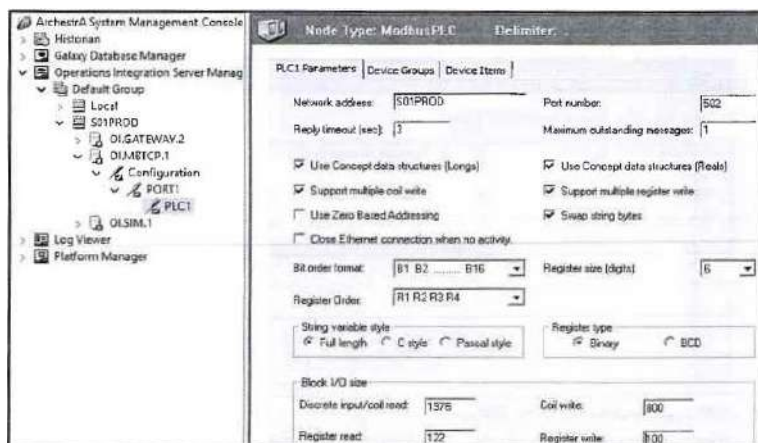 ArchestrA System Management Console
Historian
Galaxy Database Manager
Operations Integration Server Manag
Default Group
Local
S01PROD
OI.GATEWAY.2
OI.MBTCP.1
Configuration
PORT1
PLC1
OI.SIM.1
Log Viewer
Platform Manager
Node Type: ModbusPLC Delimiter: .
PLC1 Parameters Device Groups Device Items
Network address: S01PROD Port number: 502
Reply timeout (sec): 3 Maximum outstanding messages: 1
Use Concept data structures (Longs) Use Concept data structures (Reals)
Support multiple coil write Support multiple register write
Use Zero Based Addressing Swap string bytes
Close Ethernet connection when no activity.
Bit order format: B1 B2 ........ B16 Register size (digits): 6
Register Order: R1 R2 R3 R4
String variable style Register type
Full length C style Pascal style Binary BCD
Block I/O size
Discrete input/coil read: 1976 Coil write: 800
Register read: 122 Register write: 100